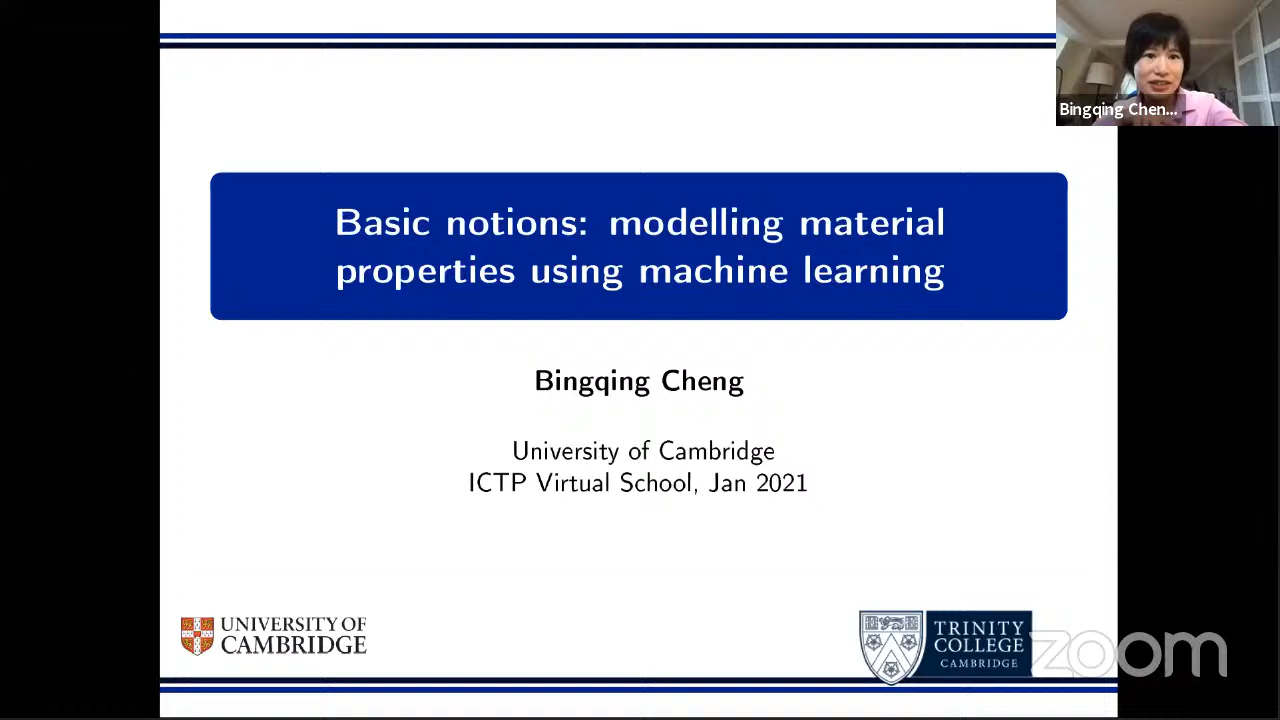 Bingqing Chen...
Basic notions: modelling material
properties using machine learning
Bingqing Cheng
University of Cambridge
ICTP Virtual School, Jan 2021
UNIVERSITY OF
CAMBRIDGE
TRINITY
COLLEGE
CAMBRIDGE
zoom